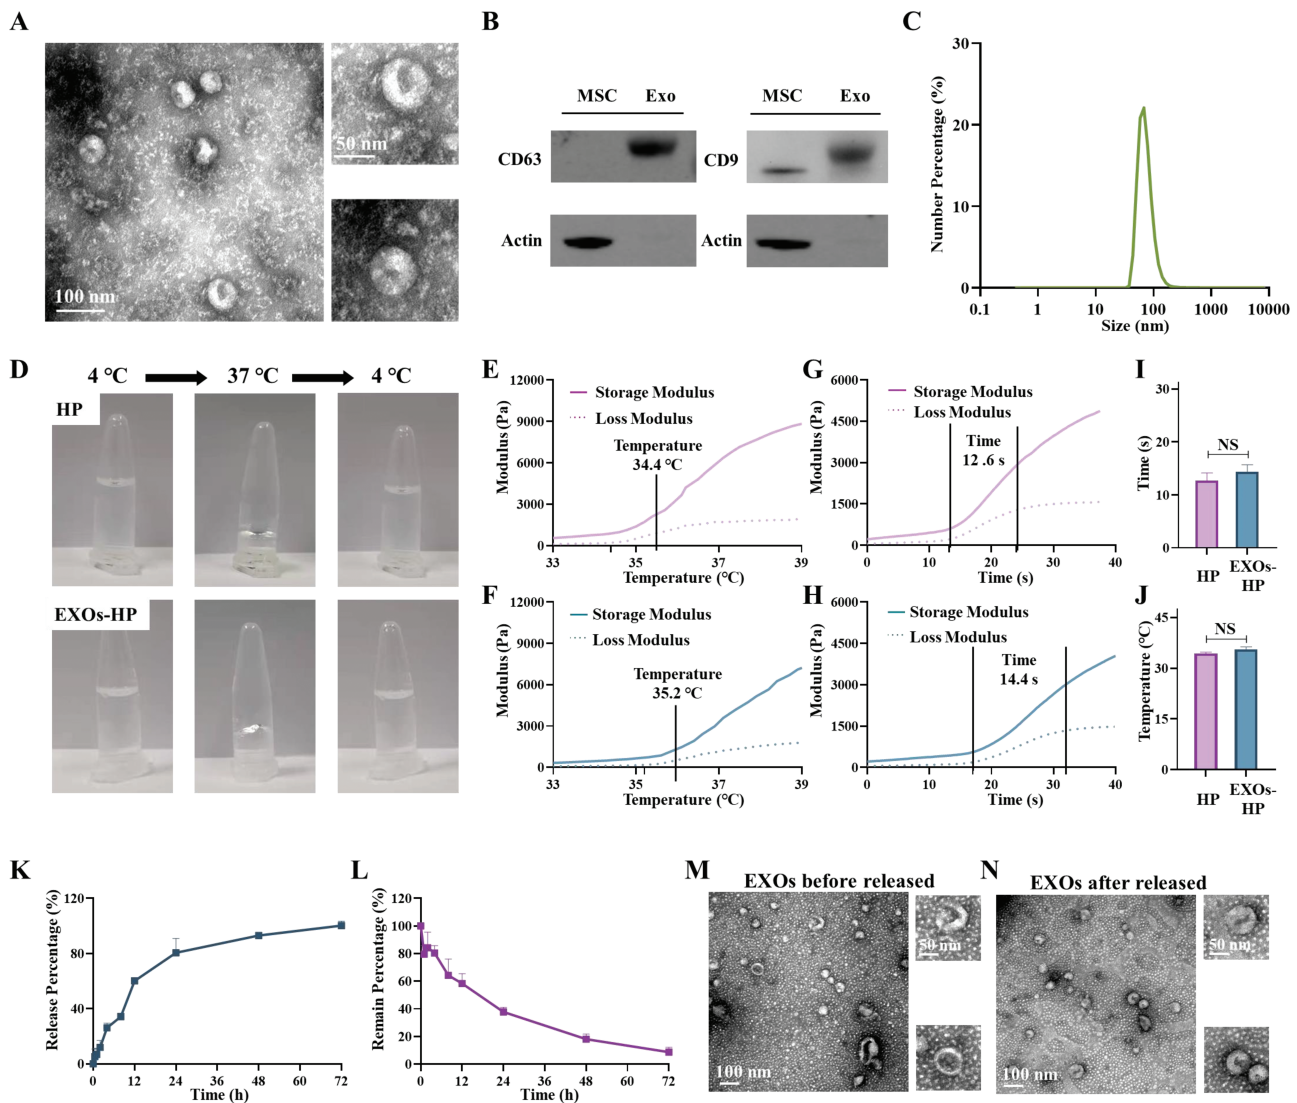 A
50 nm
100 nm
B
MSC Exo MSC Exo
CD63 CD9
Actin Actin
C
Number Percentage (%)
30
20
10
0
0.1 1 10 100 1000 10000
Size (nm)
D
4 °C 37 °C 4 °C
HP
EXOs-HP
E
Modulus (Pa)
12000
9000
6000
3000
0
Storage Modulus
Loss Modulus
Temperature
34.4 °C
33 35 37 39
Temperature (°C)
F
Modulus (Pa)
12000
9000
6000
3000
0
Storage Modulus
Loss Modulus
Temperature
35.2 °C
33 35 37 39
Temperature (°C)
G
Modulus (Pa)
6000
4500
3000
1500
0
Storage Modulus
Loss Modulus
Time
12 .6 s
0 10 20 30 40
Time (s)
H
Modulus (Pa)
6000
4500
3000
1500
0
Storage Modulus
Loss Modulus
Time
14.4 s
0 10 20 30 40
Time (s)
I
Time (s)
30
20
10
0
NS
HP EXOs-
HP
J
Temperature (°C)
45
30
15
0
NS
HP EXOs-
HP
K
Release Percentage (%)
120
80
40
0
0 12 24 36 48 60 72
Time (h)
L
Remain Percentage (%)
120
100
80
60
40
20
0
0 12 24 36 48 60 72
Time (h)
M
EXOs before released
100 nm
50 nm
N
EXOs after released
100 nm
50 nm